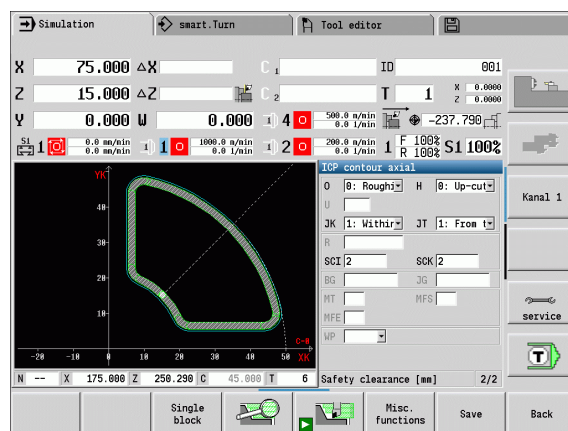 Simulation smart.Turn Tool editor
X 75.000 ΔX C 1 ID 001
Z 15.000 ΔZ C 2 T 1 X 0.0000 Z 0.0000
Y 0.000 U 0.000 4 500.0 m/min 0.0 1/min -237.790
S1 1 0.0 mm/min 0.0 mm/min 1 1000.0 m/min 0.0 1/min 2 200.0 m/min 0.0 1/min 1 F 100% R 100% S1 100%
YK
40
30
20
10
-20 -10 0 10 20 30 40 50 XK
C-0
ICP contour axial
O 0: Roughi H 0: Up-cut
U
JK 1: Within JT 1: From t
R
SCI 2 SCK 2
BG JG
MT MFS
MFE
WP
Kanal 1
service
T
N -- X 175.000 Z 250.290 C 45.000 T 6 Safety clearance [mm] 2/2
Single block
Misc. functions
Save
Back